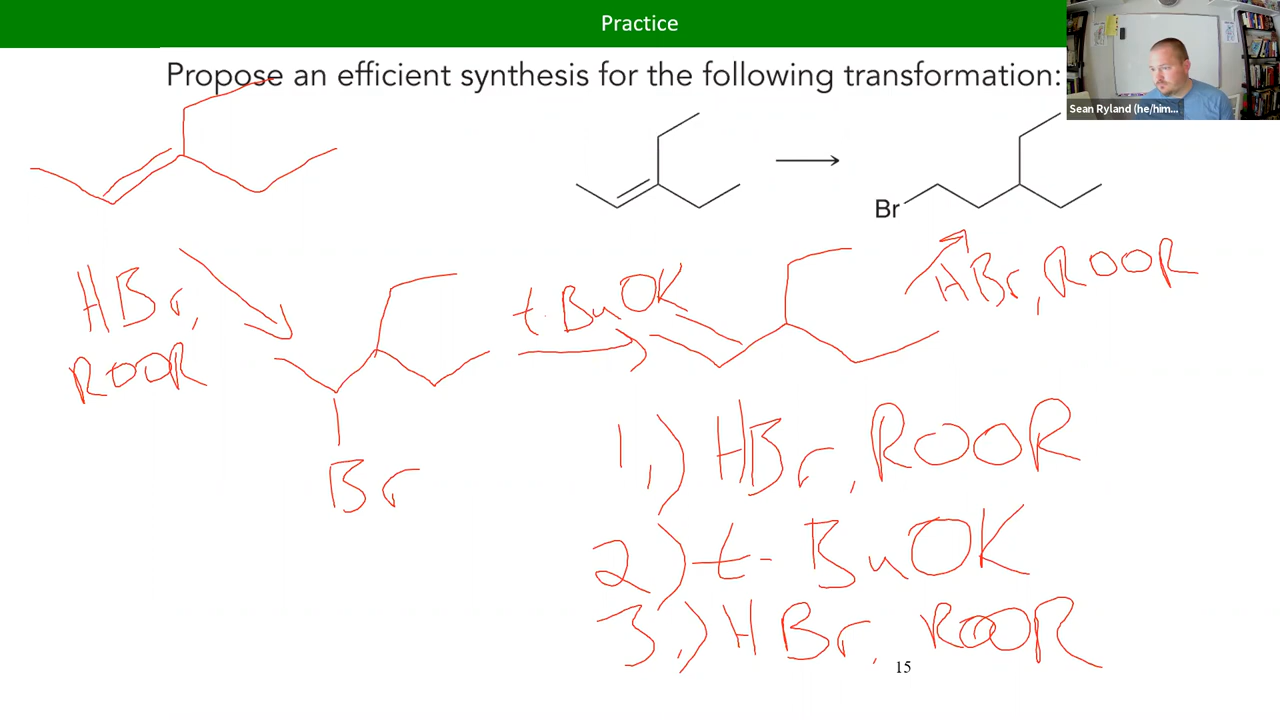 Practice
Sean Ryland (he/him...
Propose an efficient synthesis for the following transformation:
Br
HBr,
ROOR
t-BuOK
HBr, ROOR
Br
1.) HBr, ROOR
2.) t-BuOK
3.) HBr, ROOR
15